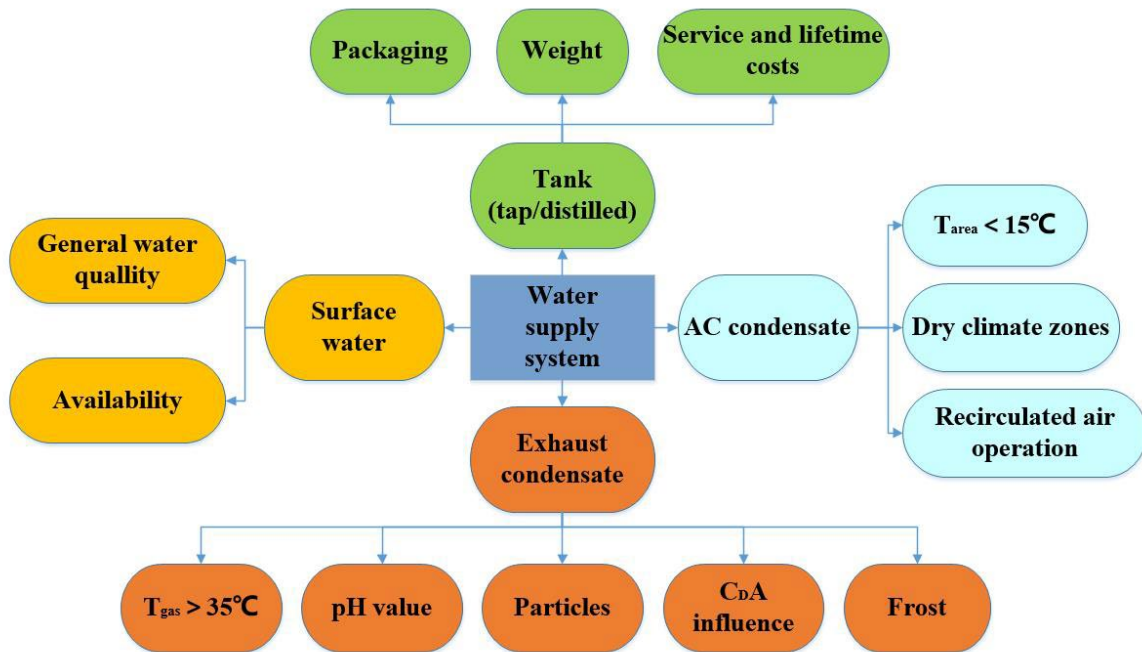 Packaging
Weight
Service and lifetime
costs
Tank
(tap/distilled)
General water
quallity
Surface
water
Availability
Water
supply
system
AC condensate
Tarea < 15℃
Dry climate zones
Recirculated air
operation
Exhaust
condensate
Tgas > 35℃
pH value
Particles
CDA
influence
Frost